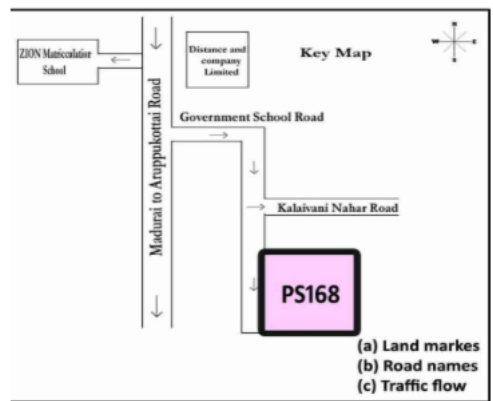 ZION Matricculative
School
Distance and
company
Limited
Key Map
N
W
E
S
Government School Road
Madurai to Aruppukottai Road
Kalaivani Nahar Road
PS168
(a) Land markes
(b) Road names
(c) Traffic flow